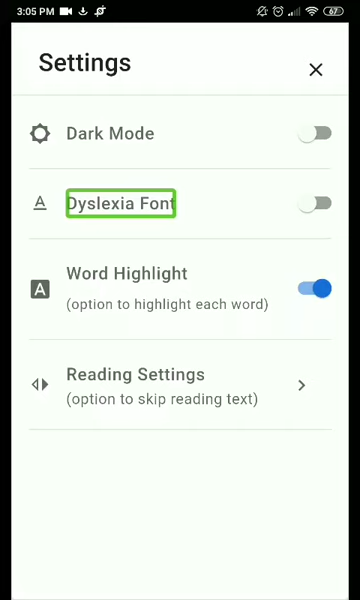 3:05 PM 67
Settings
Dark Mode
Dyslexia Font
Word Highlight
(option to highlight each word)
Reading Settings
(option to skip reading text)